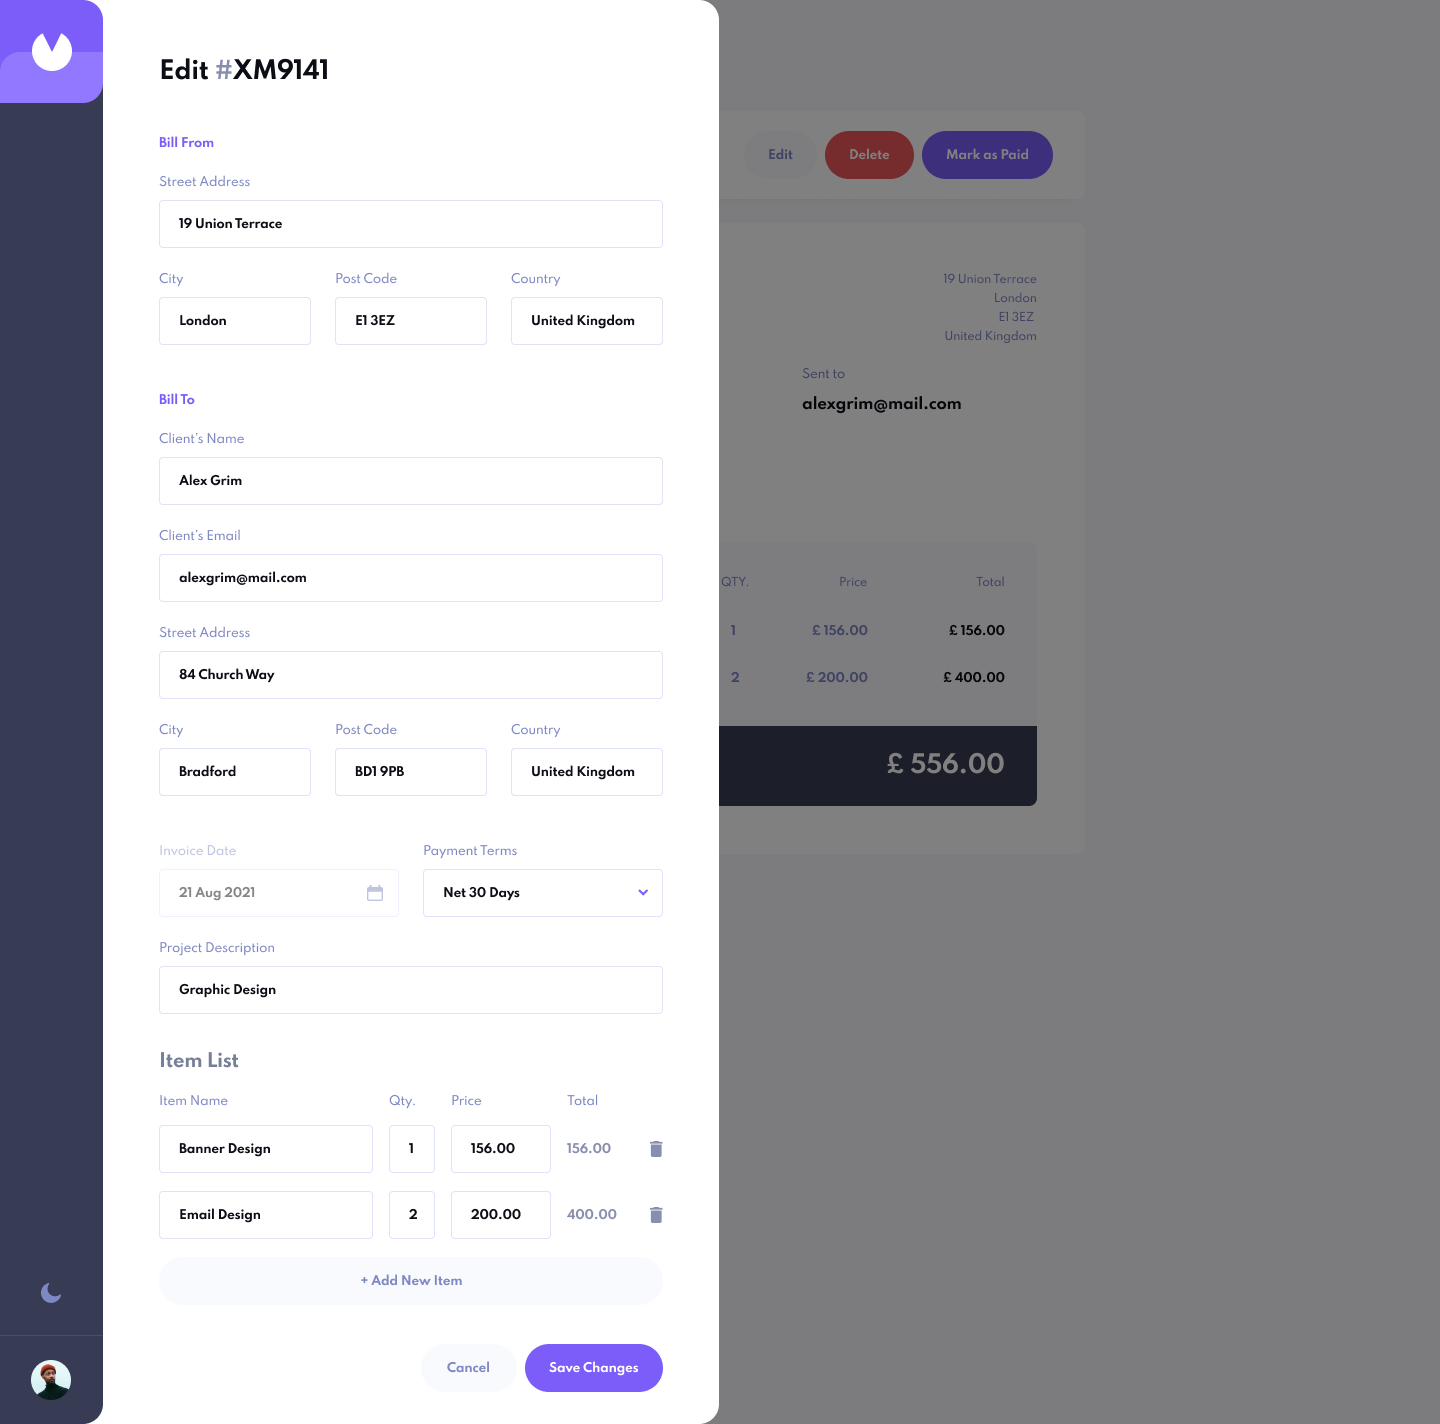 Edit #XM9141
Bill From
Street Address
19 Union Terrace
City Post Code Country
London E1 3EZ United Kingdom
Bill To
Client's Name
Alex Grim
Client's Email
alexgrim@mail.com
Street Address
84 Church Way
City Post Code Country
Bradford BD1 9PB United Kingdom
Invoice Date Payment Terms
21 Aug 2021 Net 30 Days
Project Description
Graphic Design
Item List
Item Name Qty. Price Total
Banner Design 1 156.00 156.00
Email Design 2 200.00 400.00
+ Add New Item
Cancel Save Changes
Edit Delete Mark as Paid
19 Union Terrace
London
E1 3EZ
United Kingdom
Sent to
alexgrim@mail.com
QTY. Price Total
1 £ 156.00 £ 156.00
2 £ 200.00 £ 400.00
£ 556.00